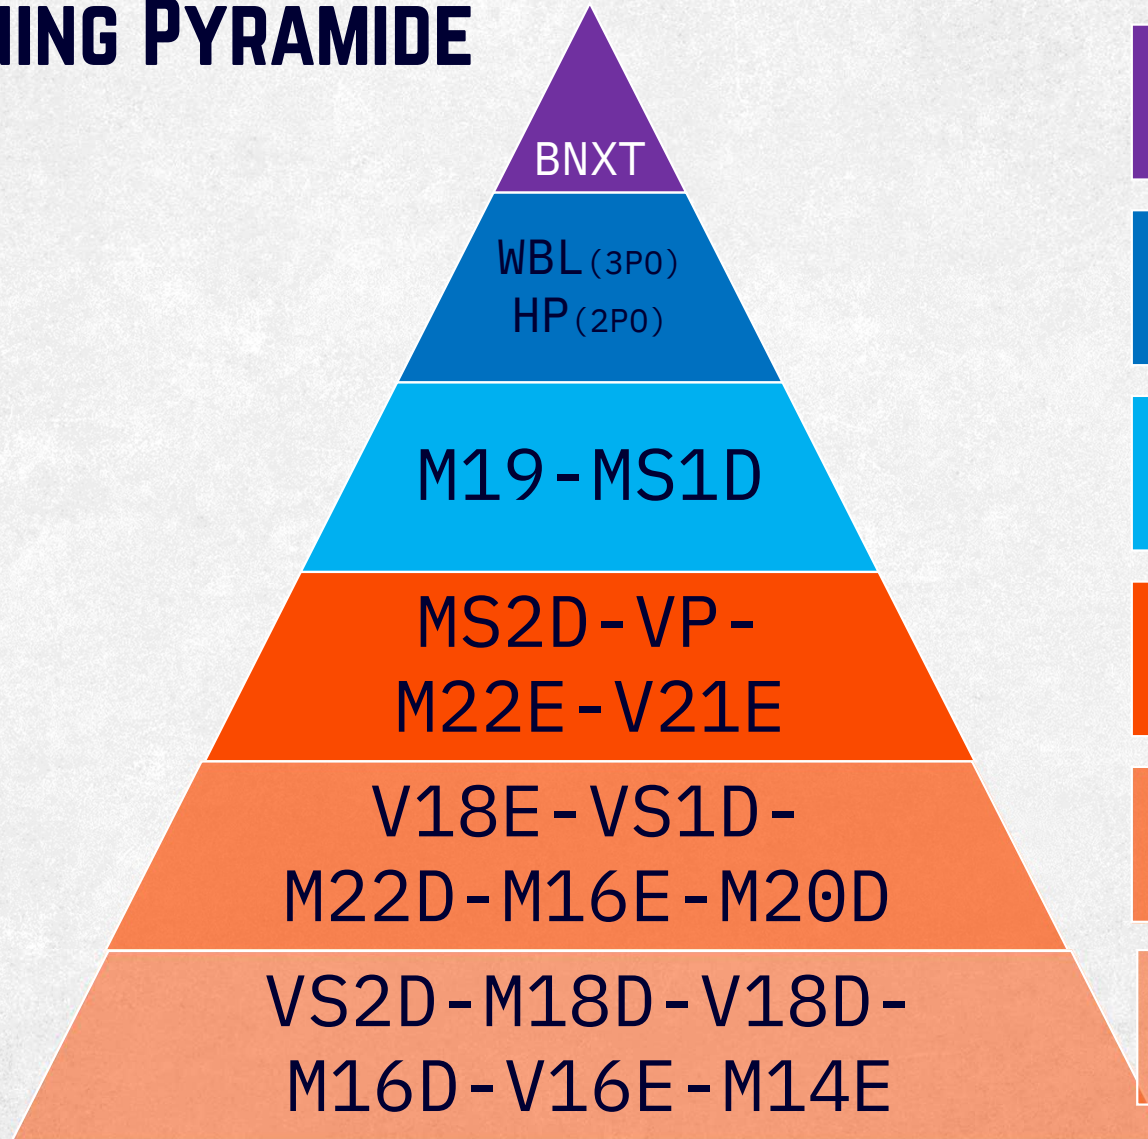 PYRAMIDE
BNXT
WBL(3PO)
HP(2PO)
M19-MS1D
MS2D-VP-
M22E-V21E
V18E-VS1D-
M22D-M16E-M20D
VS2D-M18D-V18D-
M16D-V16E-M14E